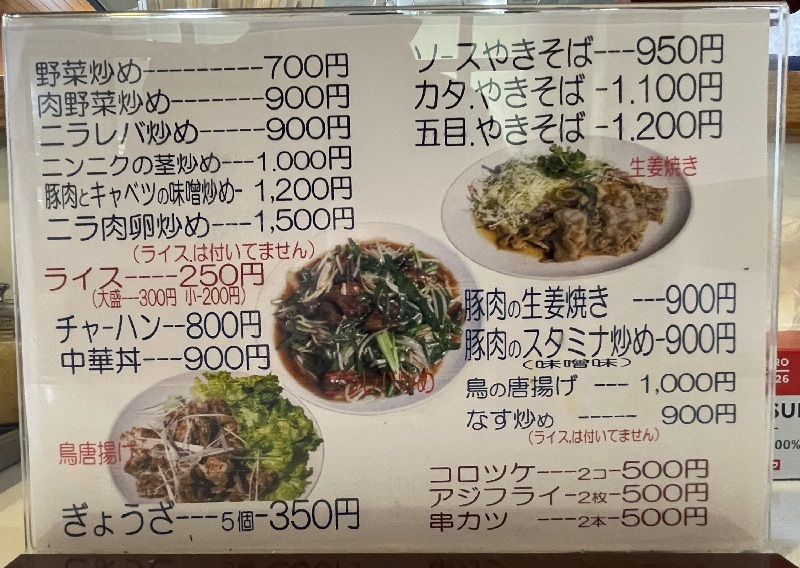 野菜炒め----------700円
肉野菜炒め--------900円
ニラレバ炒め------900円
ニンニクの茎炒め---1.000円
豚肉とキャベツの味噌炒め- 1,200円
ニラ肉卵炒め---1,500円
(ライス.は付いてません)
ライス----250円
(大盛---300円 小-200円)
チャーハン--800円
中華丼---900円
鳥唐揚げ
ぎょうざ---5個-350円
ソースやきそば---950円
カタ.やきそば -1.100円
五目.やきそば -1.200円
生姜焼き
豚肉の生姜焼き ---900円
豚肉のスタミナ炒め-900円
(味噌味)
鳥の唐揚げ --- 1,000円
なす炒め ----- 900円
(ライス.は付いてません)
コロツケ---2コ-500円
アジフライ-2枚-500円
串カツ ---2本-500円